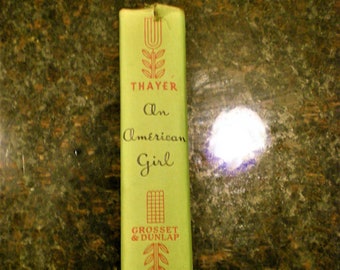 THAYER
An
American
Girl
GROSSET
& DUNLAP